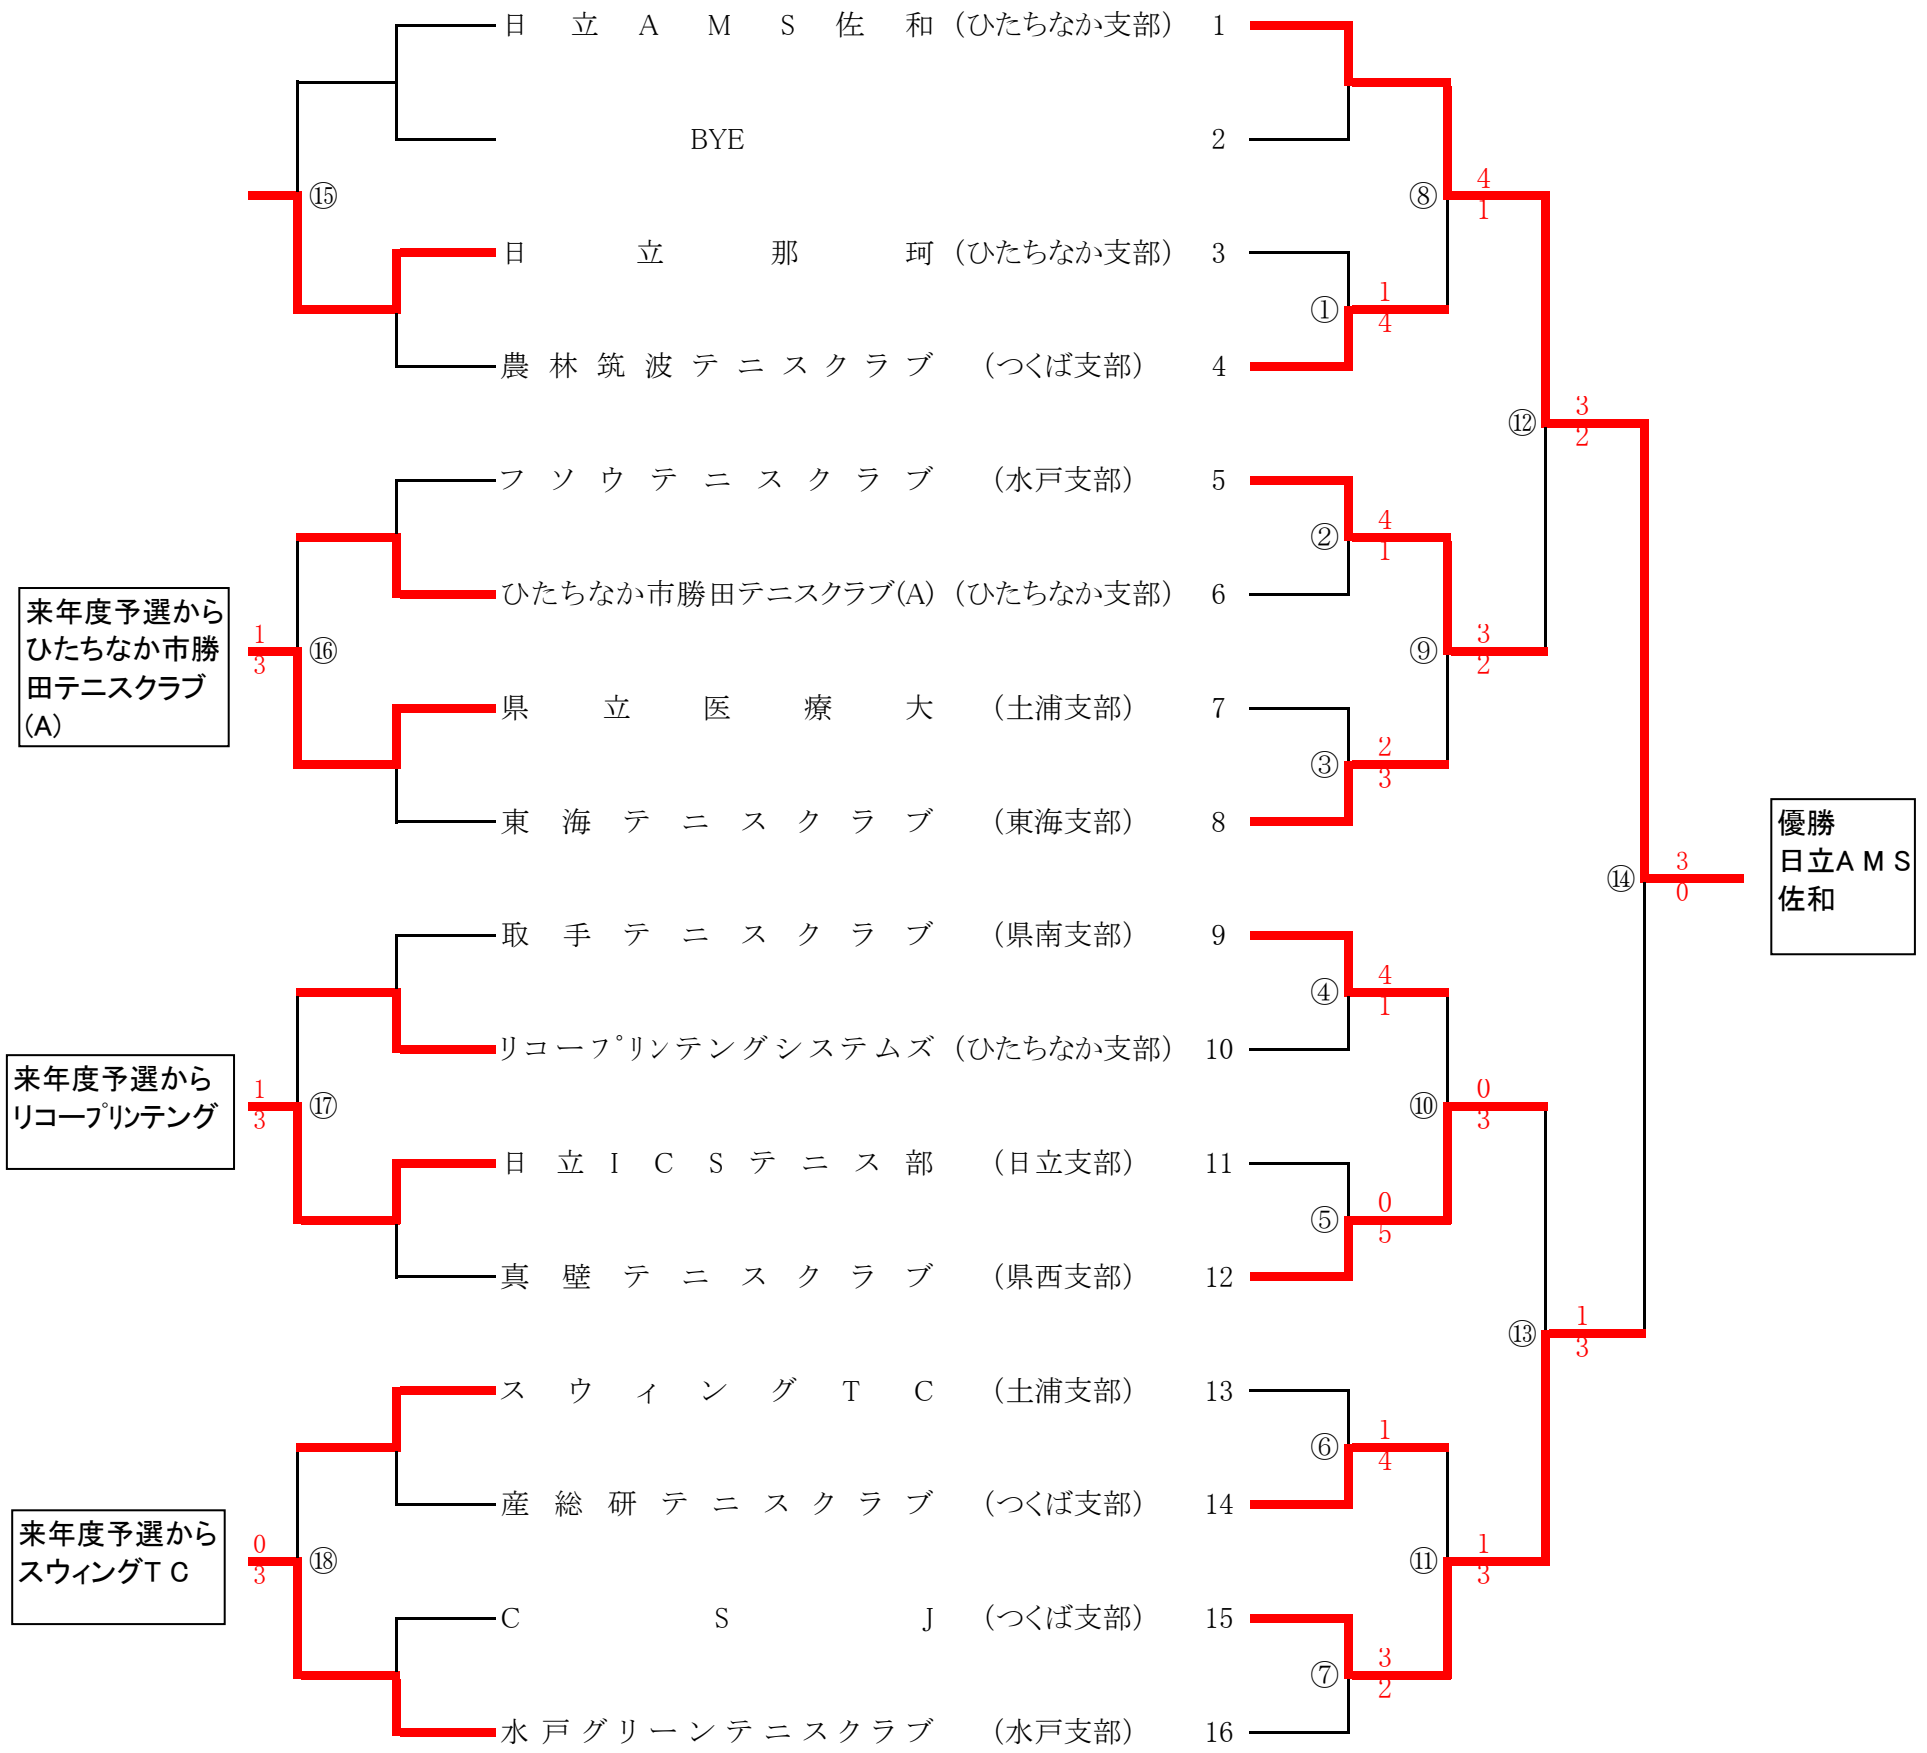 日立AMS佐和 (ひたちなか支部) 1
BYE 2
⑮ ⑧ 4
1
日立那珂 (ひたちなか支部) 3
① 1
4
農林筑波テニスクラブ (つくば支部) 4
⑫ 3
2
フソウテニスクラブ (水戸支部) 5
② 4
1
ひたちなか市勝田テニスクラブ(A) (ひたちなか支部) 6
来年度予選から
ひたちなか市勝
田テニスクラブ
(A)
1
3
⑯ ⑨ 3
2
県立医療大 (土浦支部) 7
③ 2
3
東海テニスクラブ (東海支部) 8
⑭ 3
0
優勝
日立AMS
佐和
取手テニスクラブ (県南支部) 9
④ 4
1
リコープリンテングシステムズ (ひたちなか支部) 10
来年度予選から
リコープリンテング
1
3
⑰ ⑩ 0
3
日立ICSテニス部 (日立支部) 11
⑤ 0
5
真壁テニスクラブ (県西支部) 12
⑬ 1
3
スウィングTC (土浦支部) 13
⑥ 1
4
産総研テニスクラブ (つくば支部) 14
来年度予選から
スウィングTC
0
3
⑱ ⑪ 1
3
CSJ (つくば支部) 15
⑦ 3
2
水戸グリーンテニスクラブ (水戸支部) 16